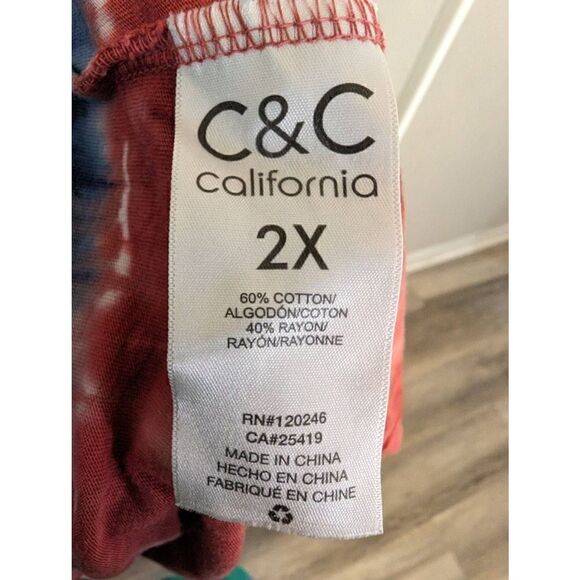 C&C
california
2X
60% COTTON/
ALGODÓN/COTON
40% RAYON/
RAYÓN/RAYONNE
RN#120246
CA#25419
MADE IN CHINA
HECHO EN CHINA
FABRIQUÉ EN CHINE